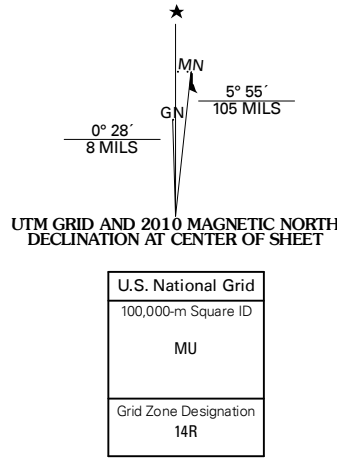 ★
MN
GN
5° 55´
105 MILS
0° 28´
8 MILS
UTM GRID AND 2010 MAGNETIC NORTH
DECLINATION AT CENTER OF SHEET
U.S. National Grid
100,000-m Square ID
MU
Grid Zone Designation
14R